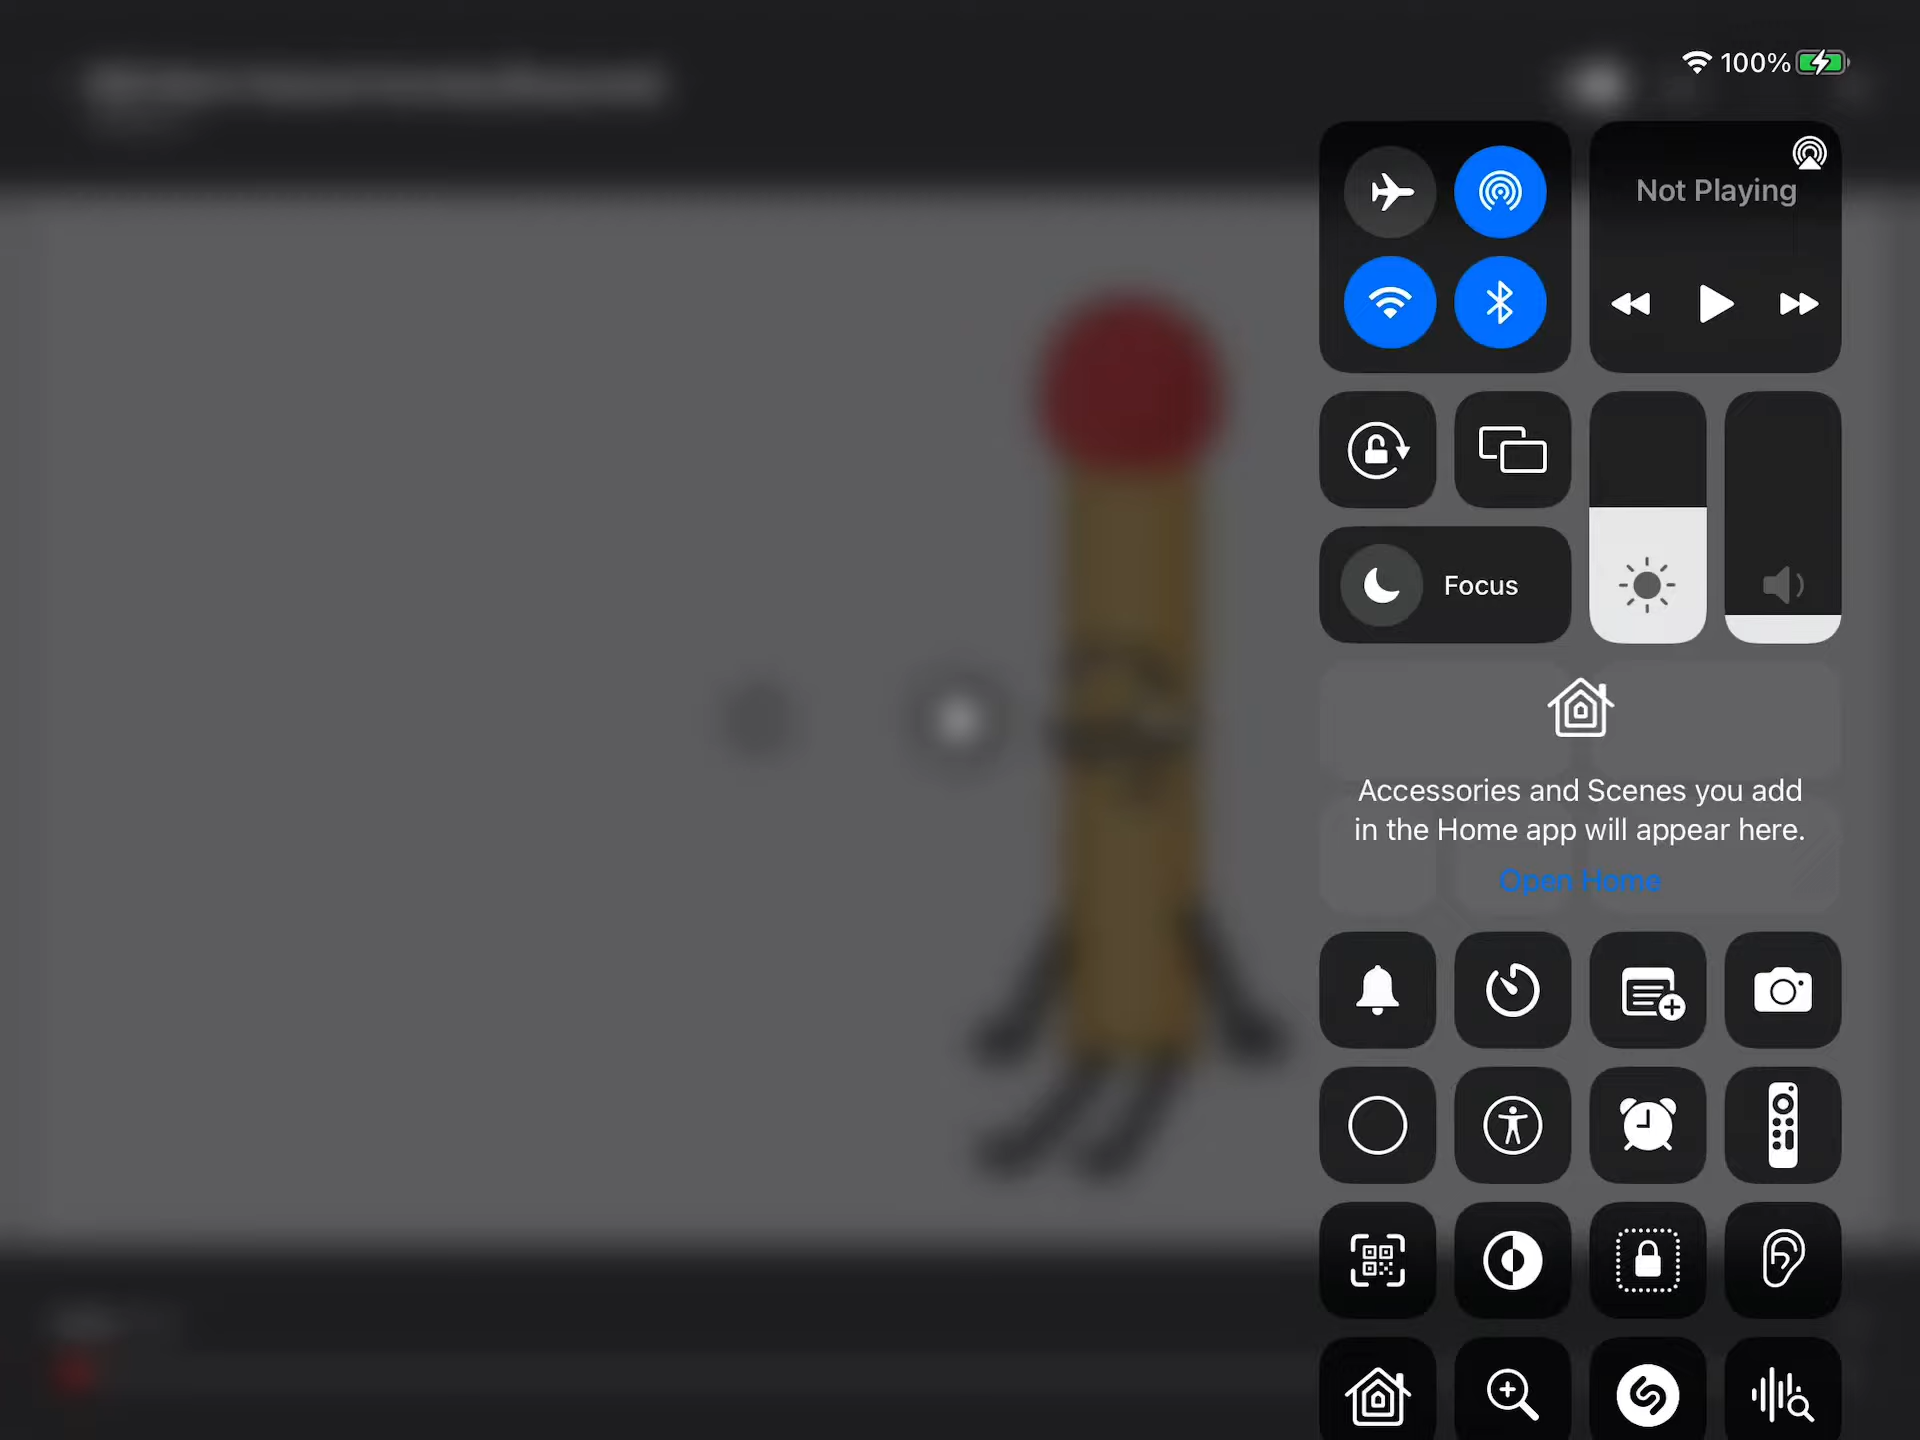 100%
Not Playing
Focus
Accessories and Scenes you add
in the Home app will appear here.
Open Home